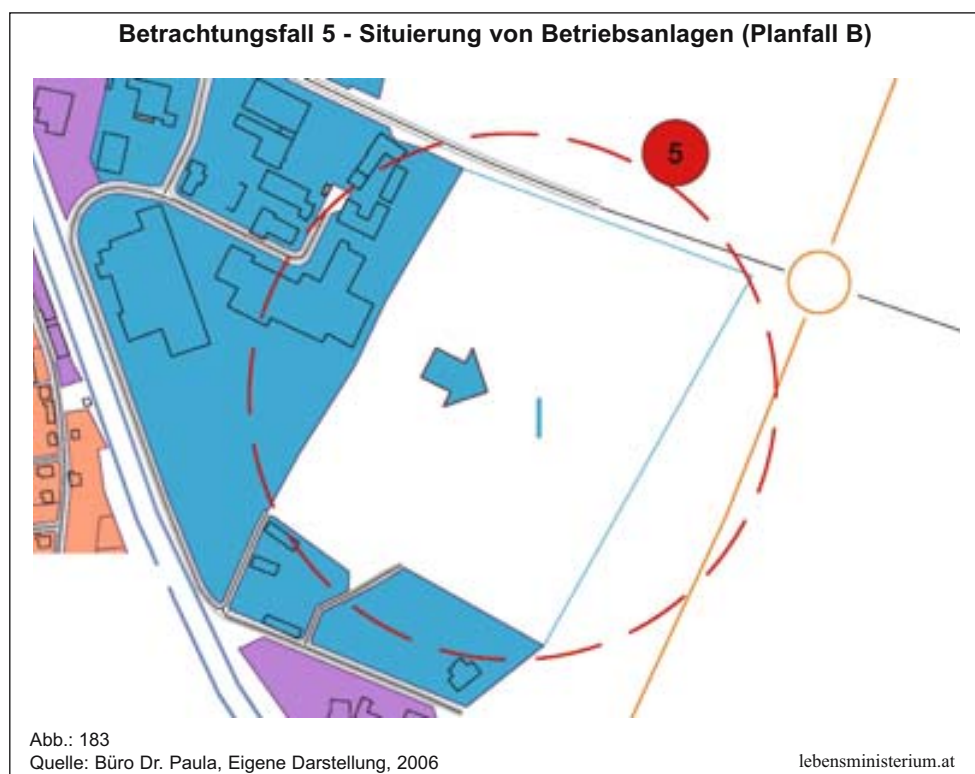 Betrachtungsfall 5 - Situierung von Betriebsanlagen (Planfall B)
5
I
Abb.: 183
Quelle: Büro Dr. Paula, Eigene Darstellung, 2006
lebensministerium.at